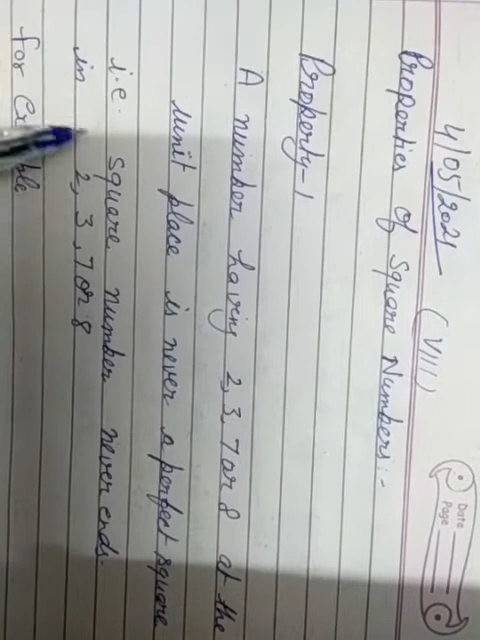 4/05/2021 (VIII)
Date
Page
Properties of Square Numbers:-
Property-1
A number having 2, 3, 7 or 8 at the
unit place is never a perfect square
i.e. square number never ends
in 2, 3, 7 or 8
for